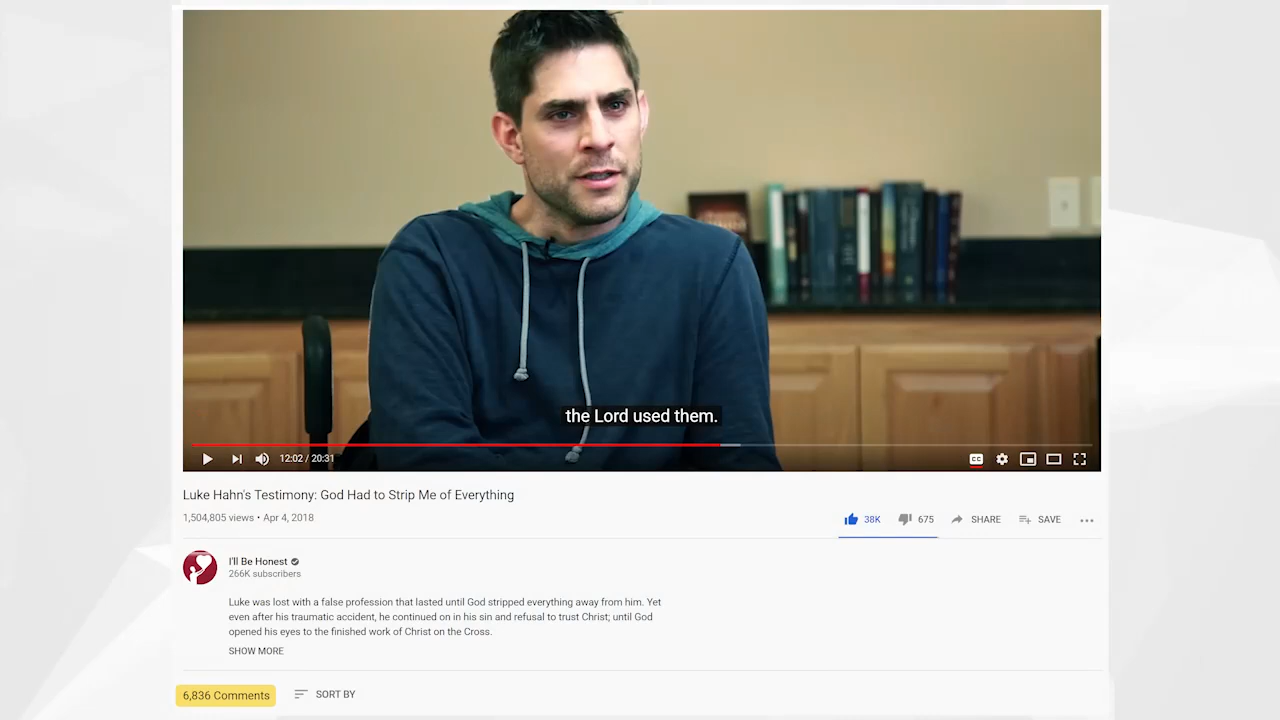 the Lord used them.
12:02 / 20:31
CC
Luke Hahn's Testimony: God Had to Strip Me of Everything
1,504,805 views • Apr 4, 2018
38K 675 SHARE SAVE
I'll Be Honest
266K subscribers
Luke was lost with a false profession that lasted until God stripped everything away from him. Yet
even after his traumatic accident, he continued on in his sin and refusal to trust Christ; until God
opened his eyes to the finished work of Christ on the Cross.
SHOW MORE
6,836 Comments SORT BY